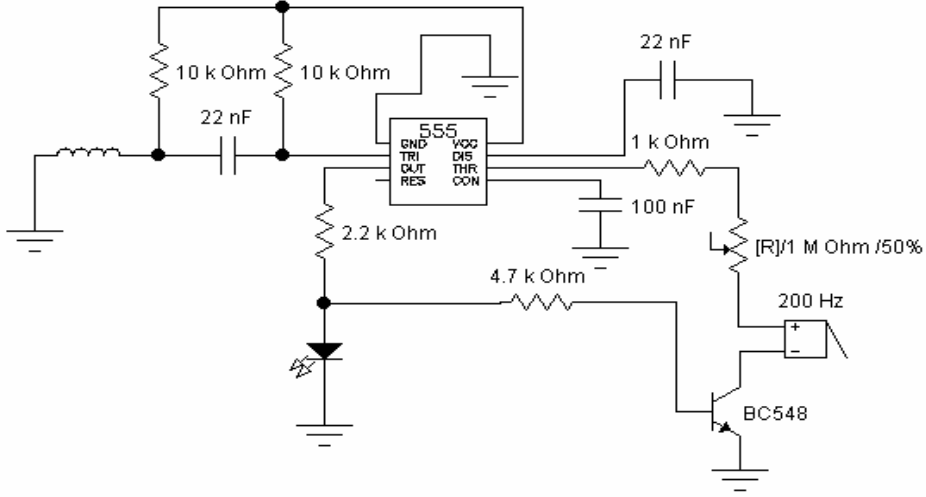 10 k Ohm
10 k Ohm
22 nF
22 nF
555
GND VCC
TRI DIS
OUT THR
RES CON
1 k Ohm
100 nF
2.2 k Ohm
[R]/1 M Ohm /50%
4.7 k Ohm
200 Hz
+
−
BC548